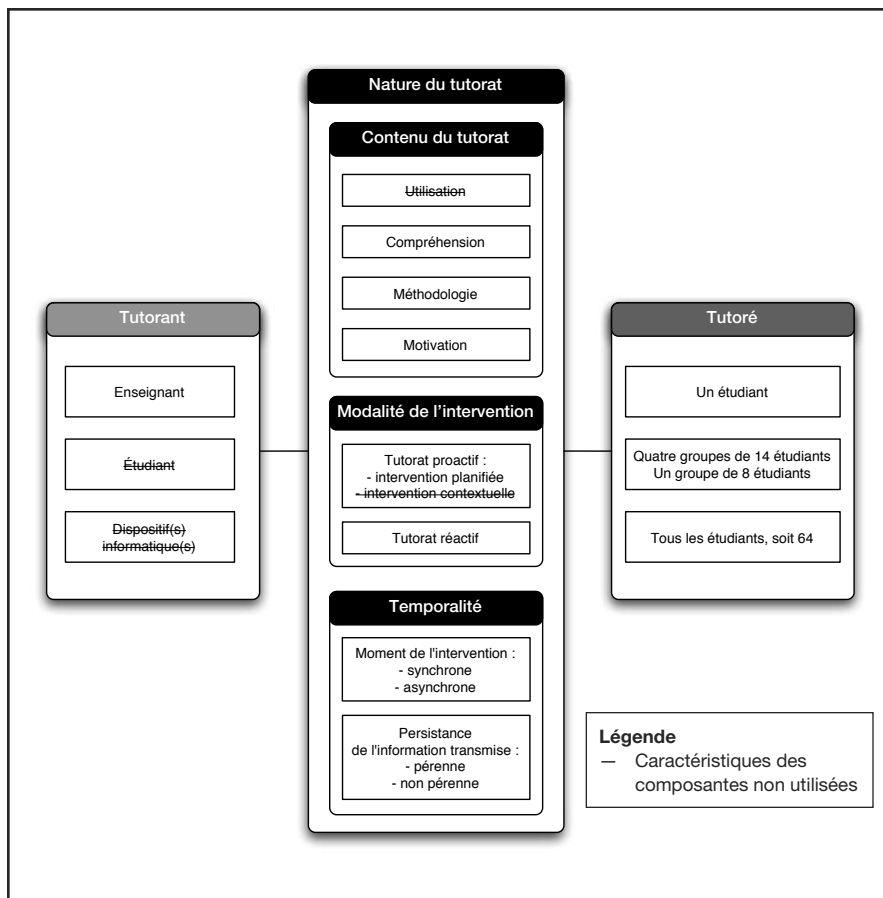 Nature du tutorat
Contenu du tutorat
Utilisation
Compréhension
Méthodologie
Motivation
Tutorant
Enseignant
Étudiant
Dispositif(s)
informatique(s)
Modalité de l'intervention
Tutorat proactif :
- intervention planifiée
- intervention contextuelle
Tutorat réactif
Temporalité
Moment de l'intervention :
- synchrone
- asynchrone
Persistance
de l'information transmise :
- pérenne
- non pérenne
Tutoré
Un étudiant
Quatre groupes de 14 étudiants
Un groupe de 8 étudiants
Tous les étudiants, soit 64
Légende
— Caractéristiques des
composantes non utilisées